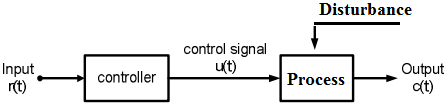 Disturbance
Input
r(t)
controller
control signal
u(t)
Process
Output
c(t)